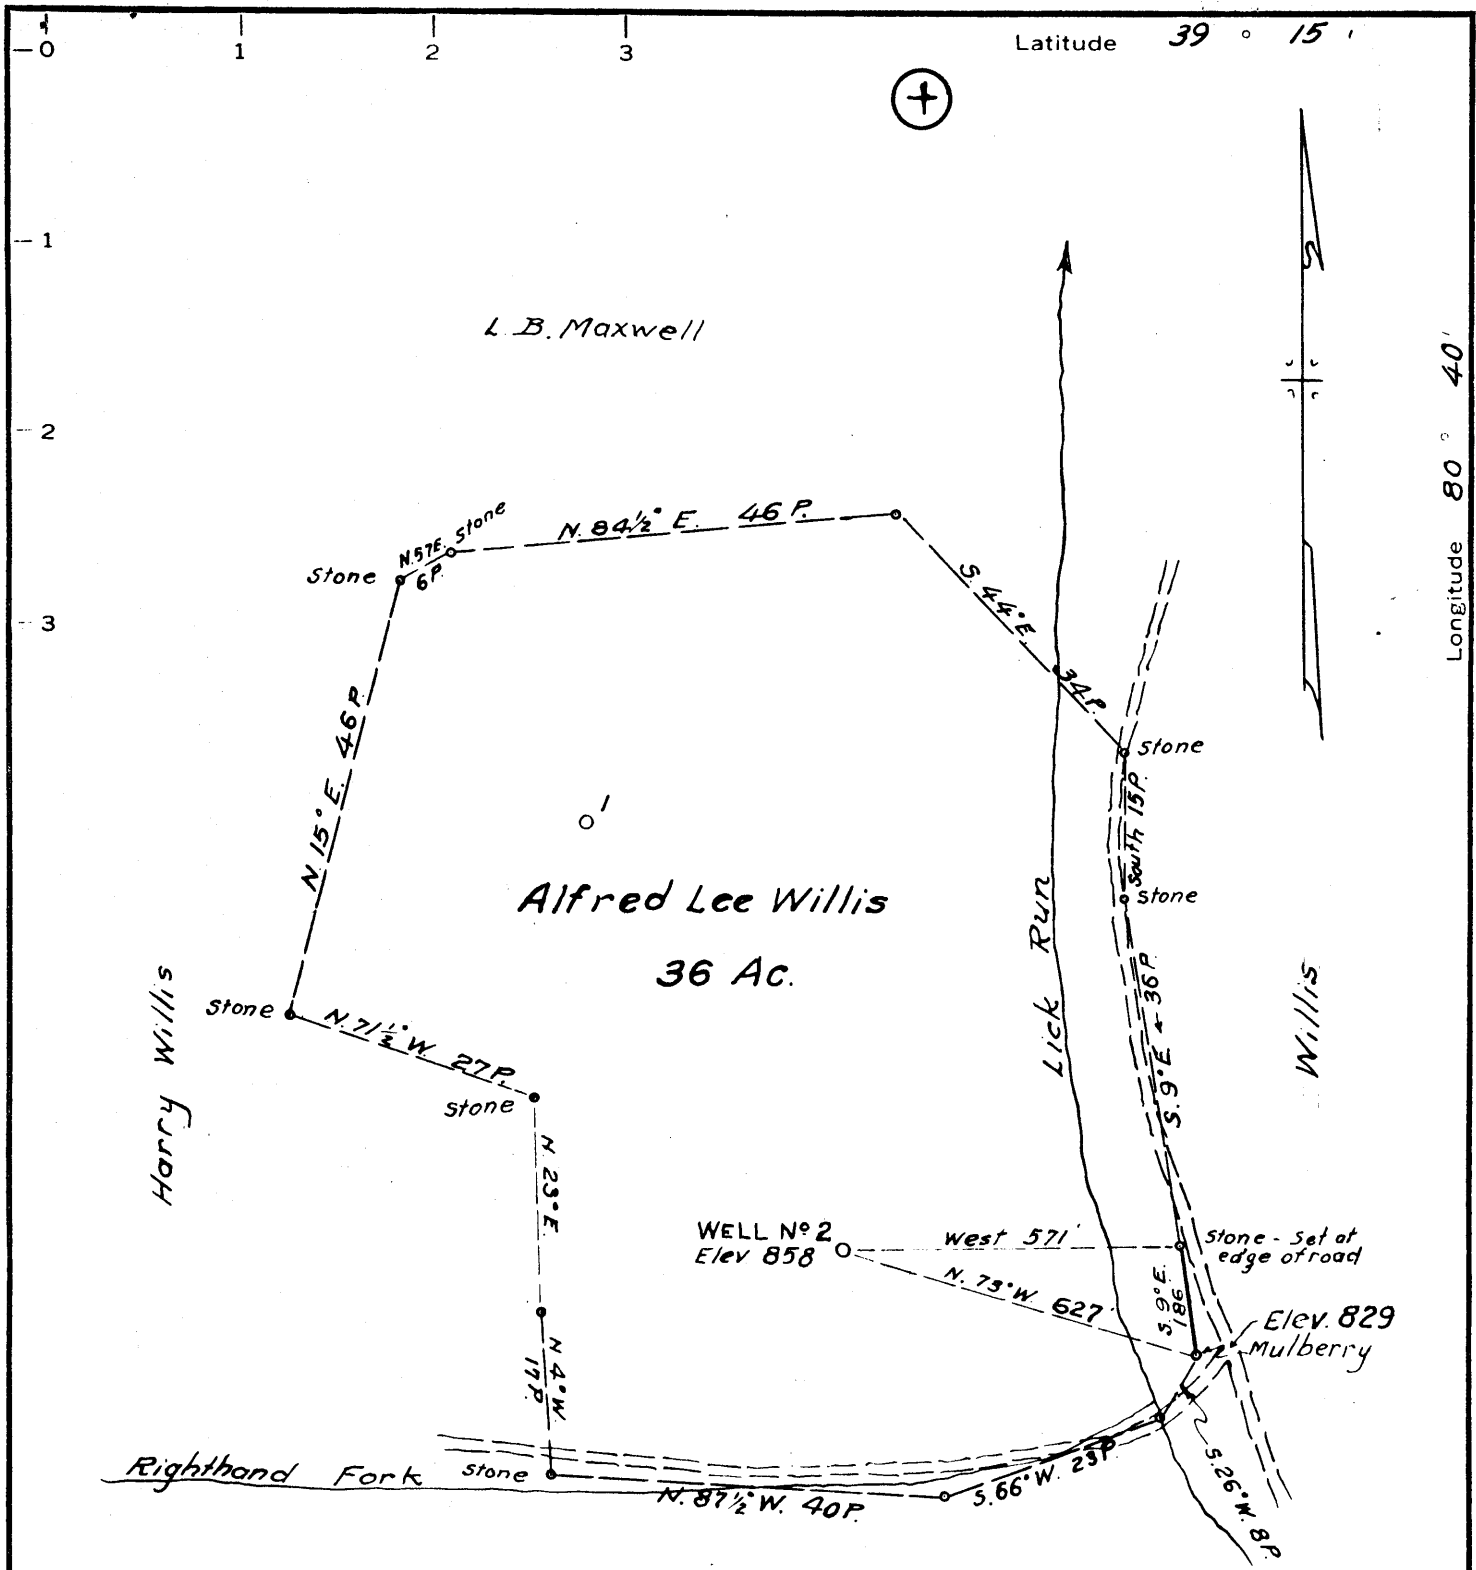 0 1 2 3
Latitude 39 ° 15 '
1
2
3
Longitude 80 ° 40'
L. B. Maxwell
N. 84½° E. 46 P.
Stone
N. 57 E.
6 P.
Stone
S. 44° E. 34 P.
Stone
South 15 P.
Stone
N. 15° E. 46 P.
1
Alfred Lee Willis
36 Ac.
Lick Run
S. 9° E 36 P.
Willis
Harry Willis
Stone
N. 71½° W. 27 P.
Stone
N. 23° E.
N 4° W.
17 P.
WELL Nº 2
Elev 858
West 571'
N. 73° W. 627'
Stone - Set at
edge of road
S. 9° E.
186'
Elev. 829
Mulberry
Righthand Fork
Stone
N. 87½° W. 40 P.
S. 66° W. 23 P.
S. 26° W. 8 P.